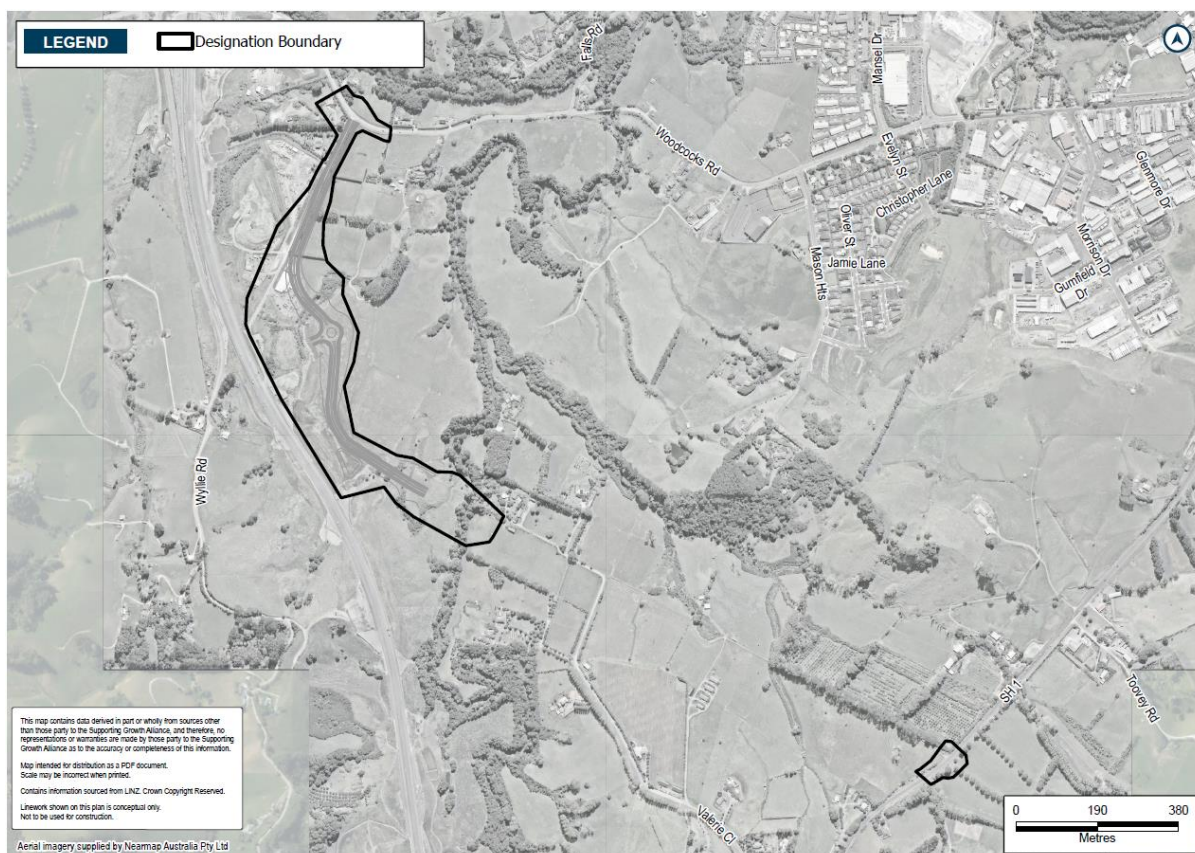 LEGEND
Designation Boundary
Falls Rd
Mansel Dr
Woodcocks Rd
Evelyn St
Christopher Lane
Glenmore Dr
Oliver St
Morrison Dr
Mason Hts
Jamie Lane
Gumfield
Dr
Wyllie Rd
SH 1
Toovey Rd
Valerie Cl
This map contains data derived in part or wholly from sources other
than those party to the Supporting Growth Alliance, and therefore, no
representations or warranties are made by those party to the Supporting
Growth Alliance as to the accuracy or completeness of this information.
Map intended for distribution as a PDF document.
Scale may be incorrect when printed.
Contains information sourced from LINZ. Crown Copyright Reserved.
Linework shown on this plan is conceptual only.
Not to be used for construction.
0 190 380
Metres
Aerial imagery supplied by Nearmap Australia Pty Ltd